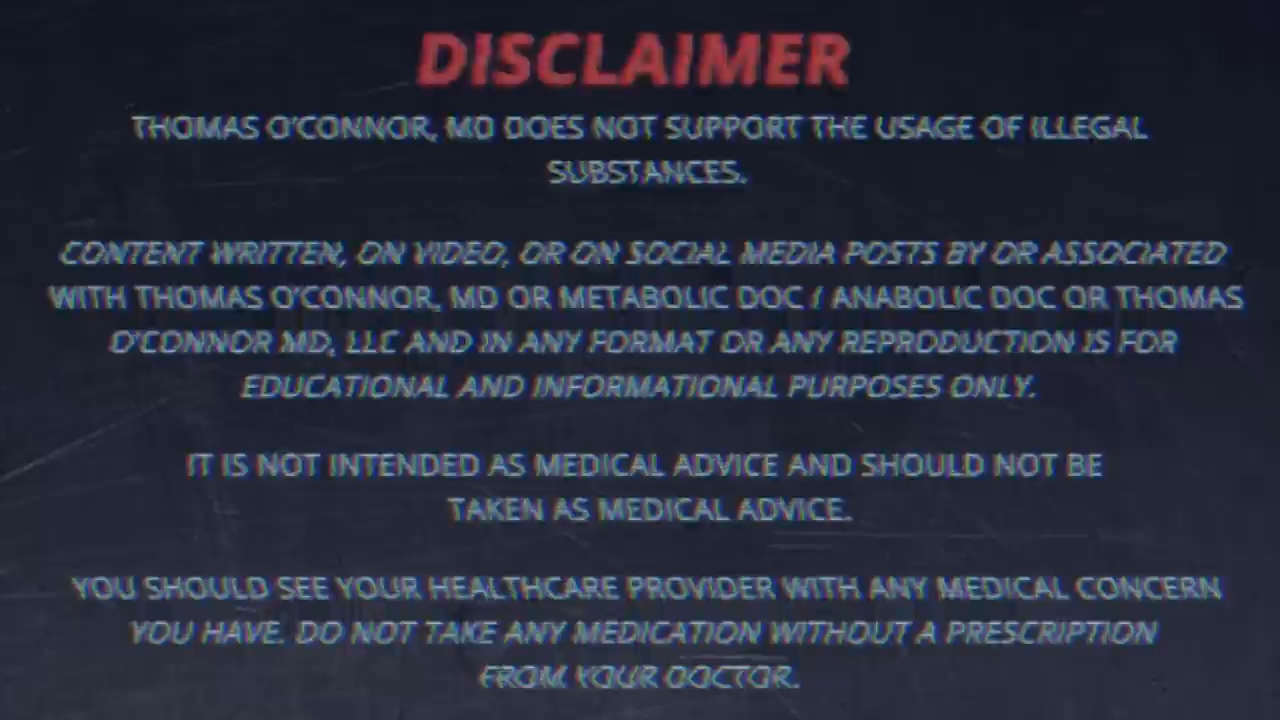 DISCLAIMER
THOMAS O'CONNOR, MD DOES NOT SUPPORT THE USAGE OF ILLEGAL
SUBSTANCES.
CONTENT WRITTEN, ON VIDEO, OR ON SOCIAL MEDIA POSTS BY OR ASSOCIATED
WITH THOMAS O'CONNOR, MD OR METABOLIC DOC / ANABOLIC DOC OR THOMAS
O'CONNOR MD, LLC AND IN ANY FORMAT OR ANY REPRODUCTION IS FOR
EDUCATIONAL AND INFORMATIONAL PURPOSES ONLY.
IT IS NOT INTENDED AS MEDICAL ADVICE AND SHOULD NOT BE
TAKEN AS MEDICAL ADVICE.
YOU SHOULD SEE YOUR HEALTHCARE PROVIDER WITH ANY MEDICAL CONCERN
YOU HAVE. DO NOT TAKE ANY MEDICATION WITHOUT A PRESCRIPTION
FROM YOUR DOCTOR.